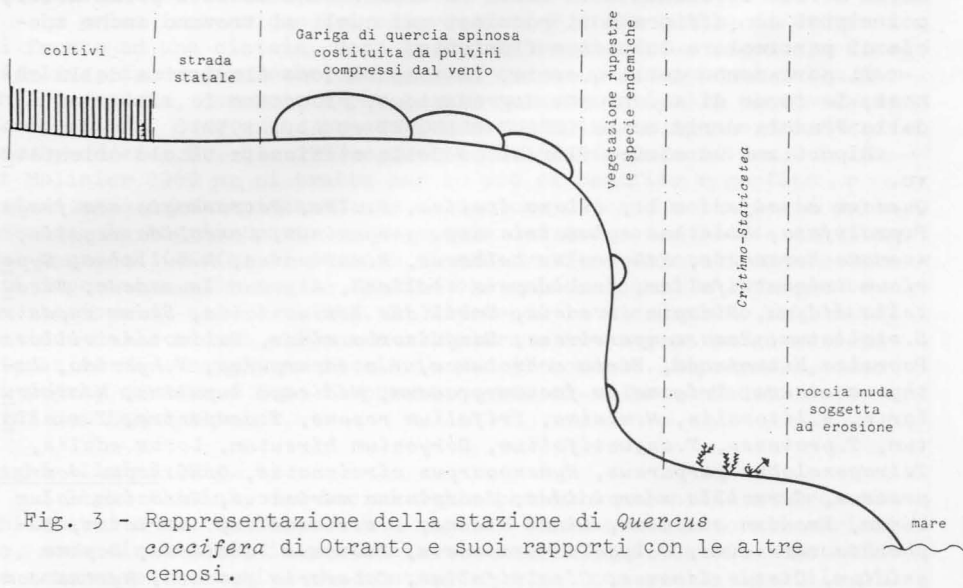 coltivi
strada
statale
Gariga di quercia spinosa
costituita da pulvini
compressi dal vento
vegetazione rupestre
e specie endemiche
Crithmo-Staticetea
roccia nuda
soggetta
ad erosione
mare
Fig. 1 - Rappresentazione della stazione di Quercus
coccifera di Otranto suoi rapporti con le altre
cenosi.